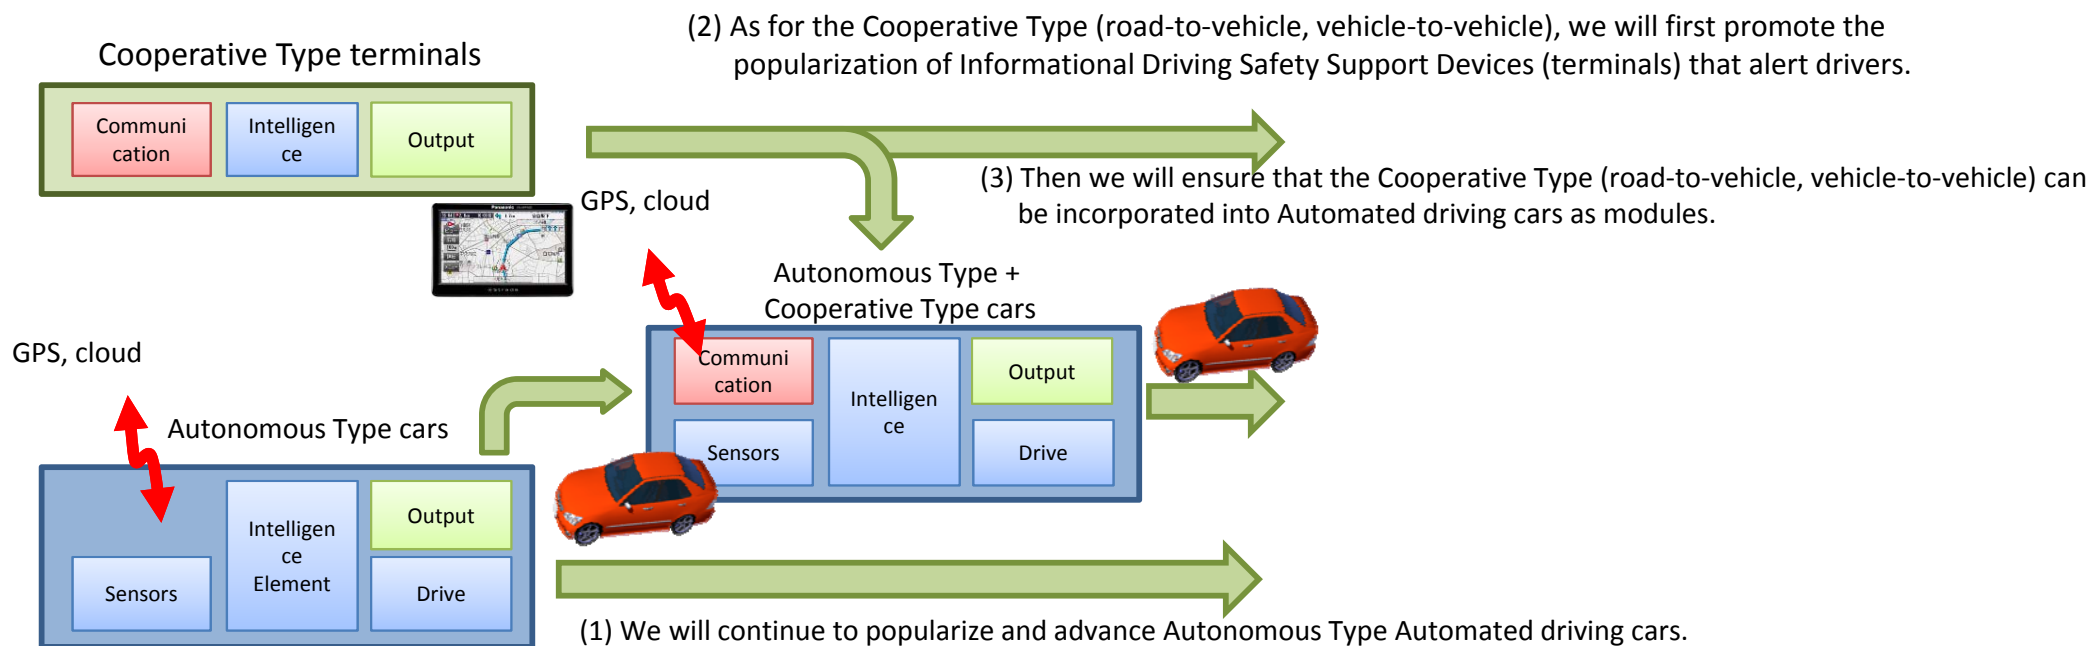 (2) As for the Cooperative Type (road-to-vehicle, vehicle-to-vehicle), we will first promote the
popularization of Informational Driving Safety Support Devices (terminals) that alert drivers.
Cooperative Type terminals
Communi
cation
Intelligen
ce
Output
(3) Then we will ensure that the Cooperative Type (road-to-vehicle, vehicle-to-vehicle) can
be incorporated into Automated driving cars as modules.
GPS, cloud
Panasonic
Autonomous Type +
Cooperative Type cars
Communi
cation
Intelligen
ce
Output
Sensors
Drive
GPS, cloud
Autonomous Type cars
Sensors
Intelligen
ce
Element
Output
Drive
(1) We will continue to popularize and advance Autonomous Type Automated driving cars.